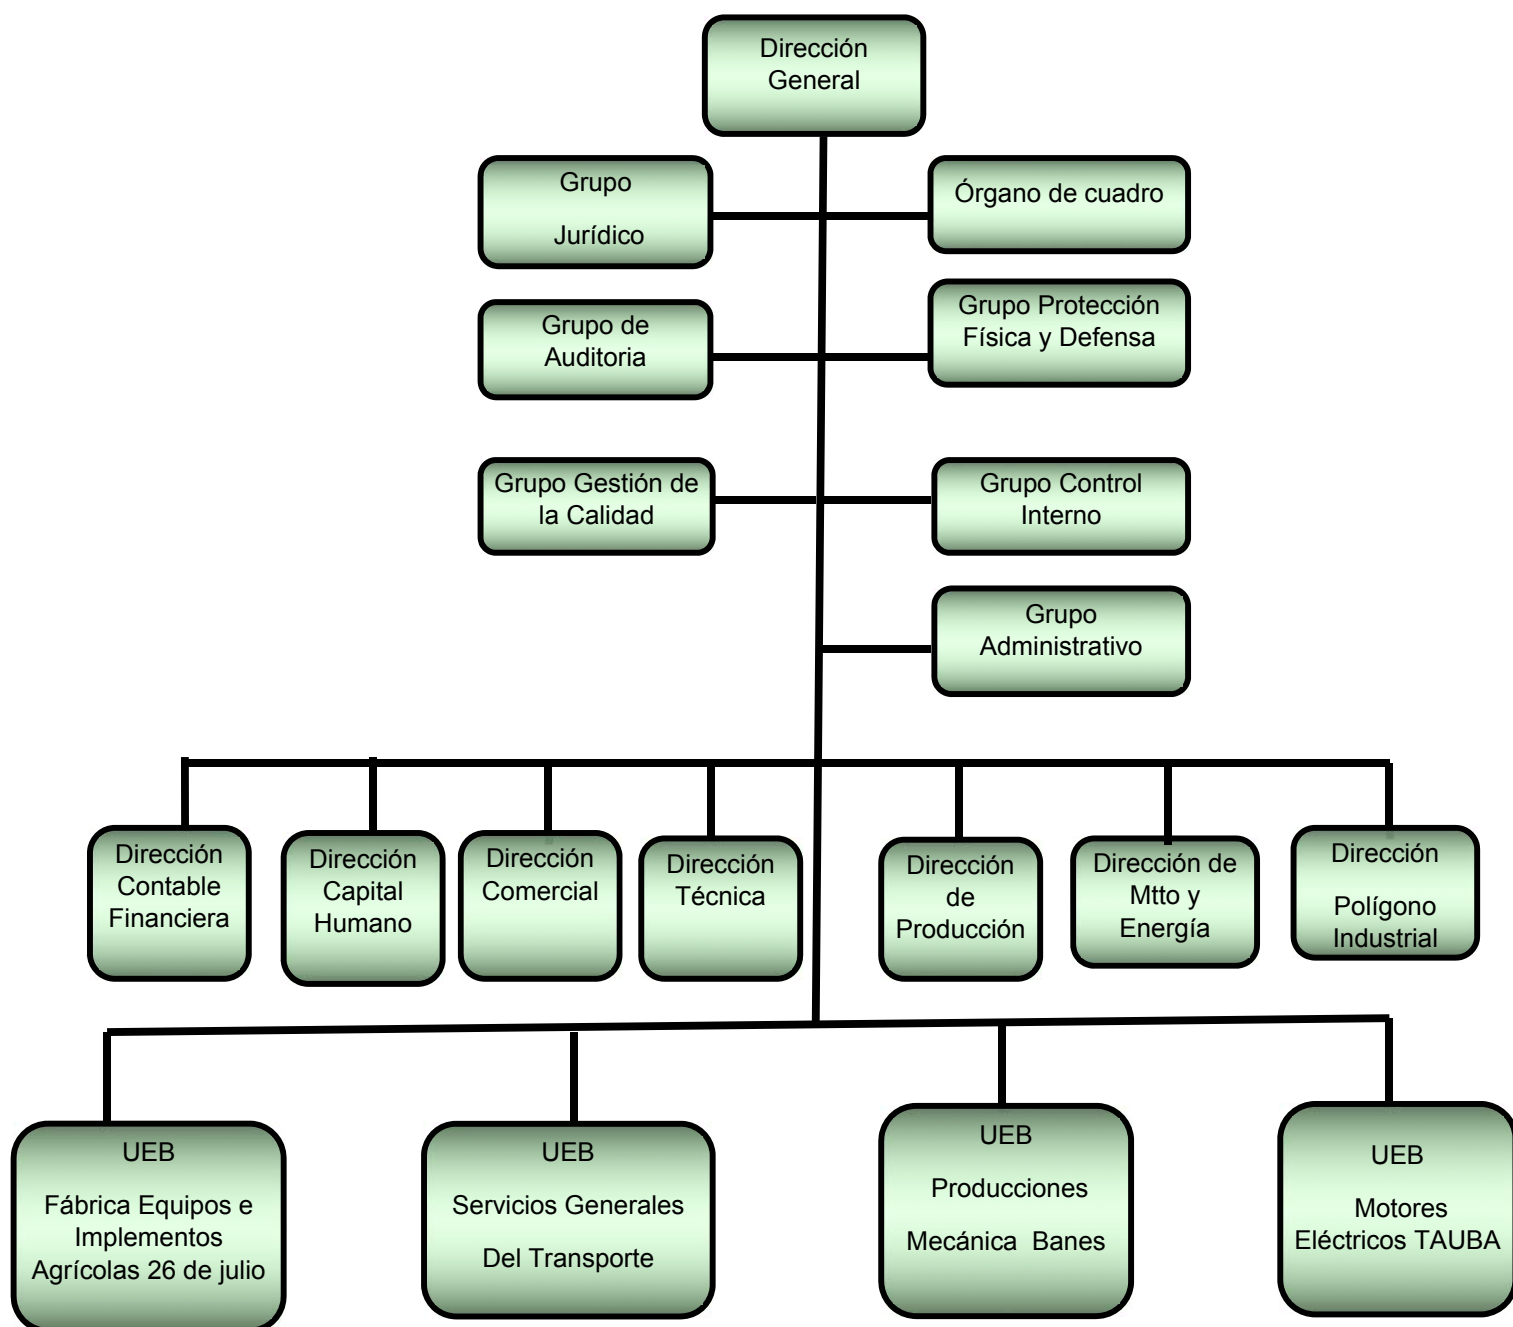 Dirección
General
Grupo
Jurídico
Órgano de cuadro
Grupo de
Auditoria
Grupo Protección
Física y Defensa
Grupo Gestión de
la Calidad
Grupo Control
Interno
Grupo
Administrativo
Dirección
Contable
Financiera
Dirección
Capital
Humano
Dirección
Comercial
Dirección
Técnica
Dirección
de
Producción
Dirección de
Mtto y
Energía
Dirección
Polígono
Industrial
UEB
Fábrica Equipos e
Implementos
Agrícolas 26 de julio
UEB
Servicios Generales
Del Transporte
UEB
Producciones
Mecánica Banes
UEB
Motores
Eléctricos TAUBA